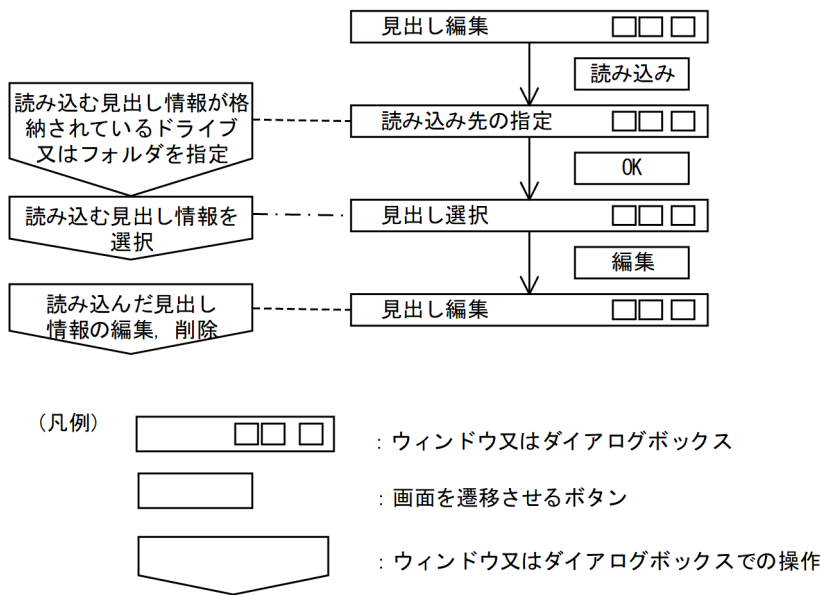 見出し編集
読み込み
読み込む見出し情報が格
納されているドライブ
又はフォルダを指定
読み込み先の指定
OK
読み込む見出し情報を
選択
見出し選択
編集
読み込んだ見出し
情報の編集，削除
見出し編集
（凡例）
：ウィンドウ又はダイアログボックス
：画面を遷移させるボタン
：ウィンドウ又はダイアログボックスでの操作